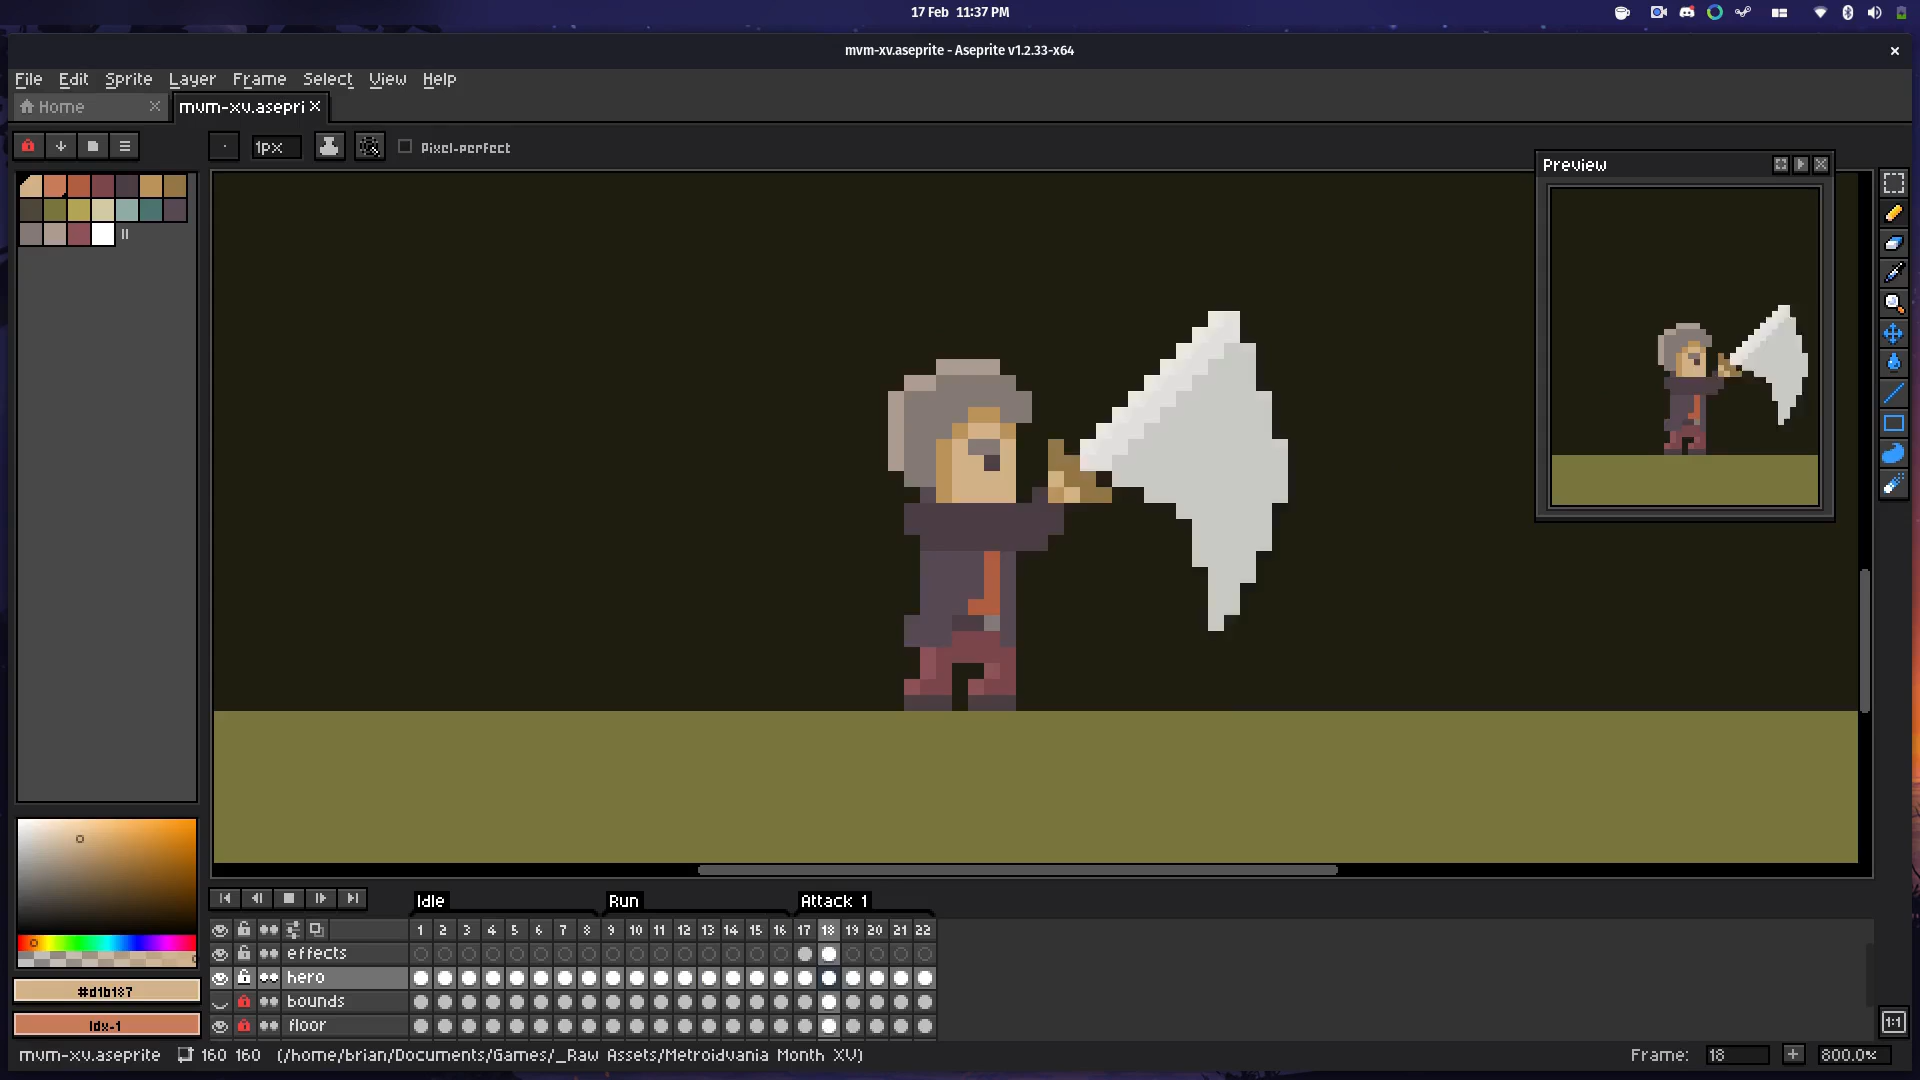 17 Feb 11:37 PM
mvm-xv.aseprite - Aseprite v1.2.33-x64
File Edit Sprite Layer Frame Select View Help
Home
mvm-xv.asepri
1px
Pixel-perfect
Preview
Idle
Run
Attack 1
1 2 3 4 5 6 7 8 9 10 11 12 13 14 15 16 17 18 19 20 21 22
effects
hero
bounds
floor
#d1b187
Idx-1
1:1
mvm-xv.aseprite 160 160 (/home/brian/Documents/Games/_Raw Assets/Metroidvania Month XV)
Frame: 18
800.0%